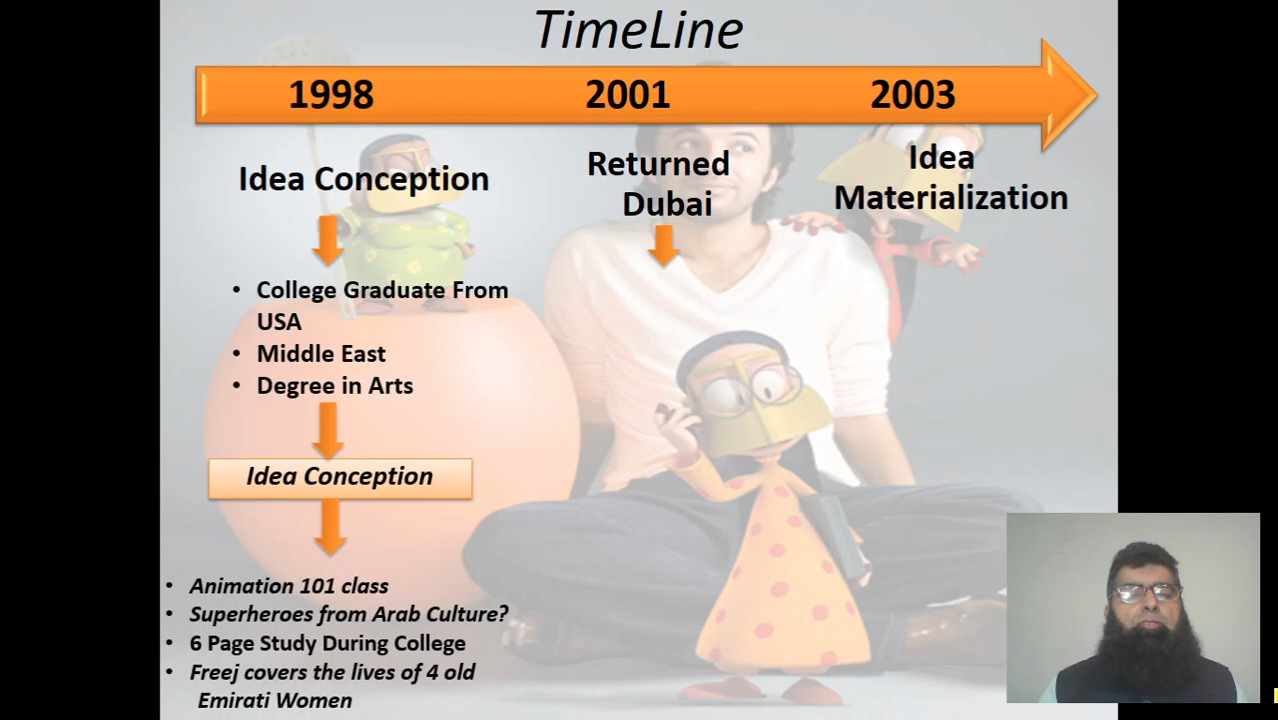 TimeLine
1998
2001
2003
Idea Conception
Returned
Dubai
Idea
Materialization
• College Graduate From
USA
• Middle East
• Degree in Arts
Idea Conception
• Animation 101 class
• Superheroes from Arab Culture?
• 6 Page Study During College
• Freej covers the lives of 4 old
Emirati Women